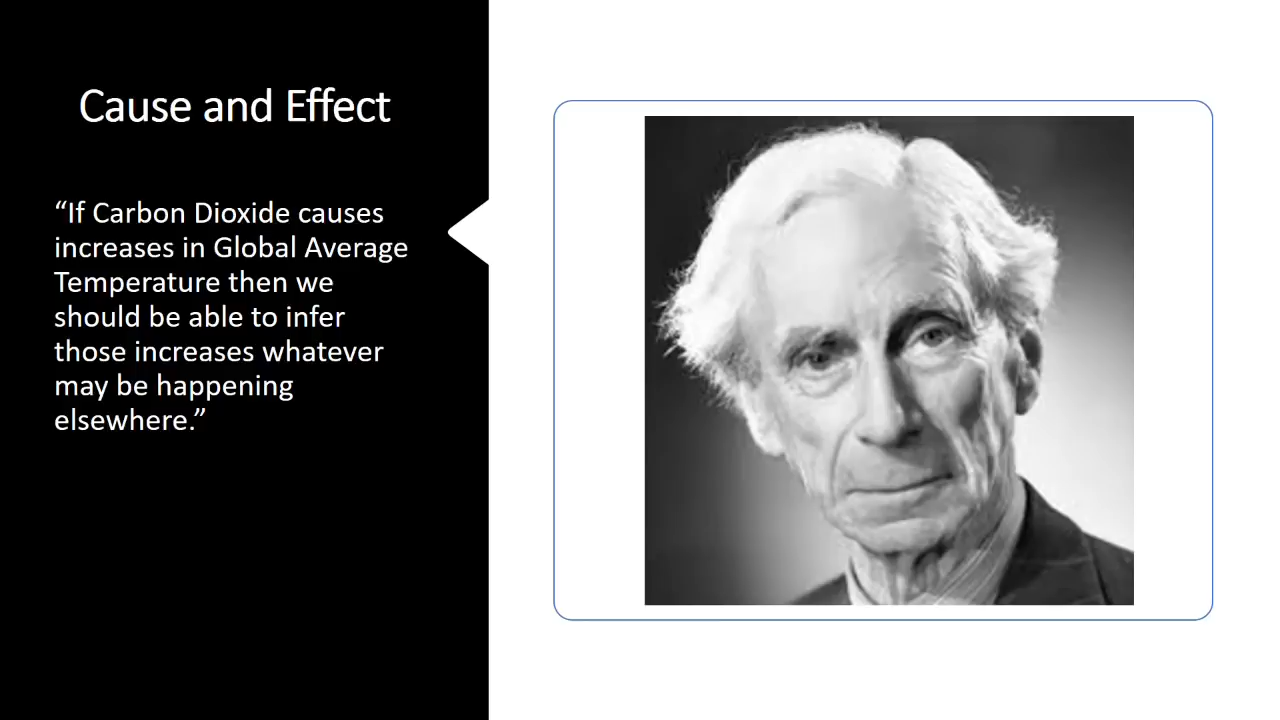 Cause and Effect
“If Carbon Dioxide causes
increases in Global Average
Temperature then we
should be able to infer
those increases whatever
may be happening
elsewhere.”